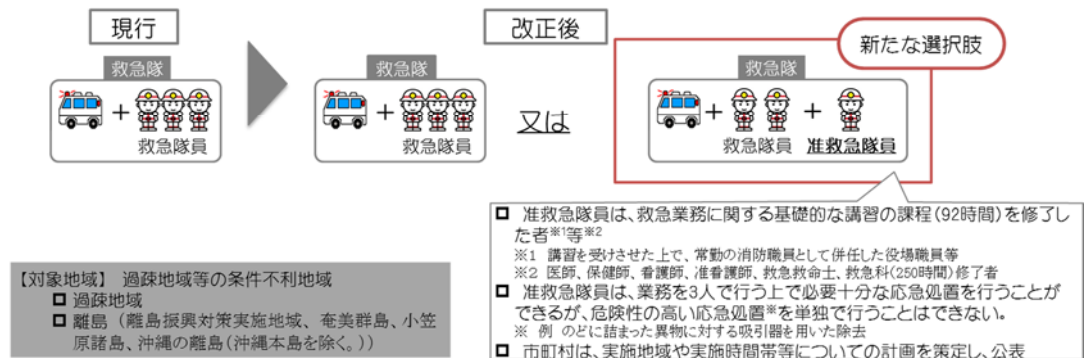 現行
改正後
新たな選択肢
救急隊
救急隊
救急隊
+
+
+
+
救急隊員
救急隊員
又は
救急隊員
准救急隊員
□ 准救急隊員は、救急業務に関する基礎的な講習の課程(92時間)を修了し
た者※1等※2
※1 講習を受けさせた上で、常勤の消防職員として併任した役場職員等
※2 医師、保健師、看護師、准看護師、救急救命士、救急科(250時間)修了者
□ 准救急隊員は、業務を3人で行う上で必要十分な応急処置を行うことが
できるが、危険性の高い応急処置※を単独で行うことはできない。
※ 例 のどに詰まった異物に対する吸引器を用いた除去
□ 市町村は、実施地域や実施時間帯等についての計画を策定し、公表
【対象地域】 過疎地域等の条件不利地域
□ 過疎地域
□ 離島(離島振興対策実施地域、奄美群島、小笠
原諸島、沖縄の離島(沖縄本島を除く。))